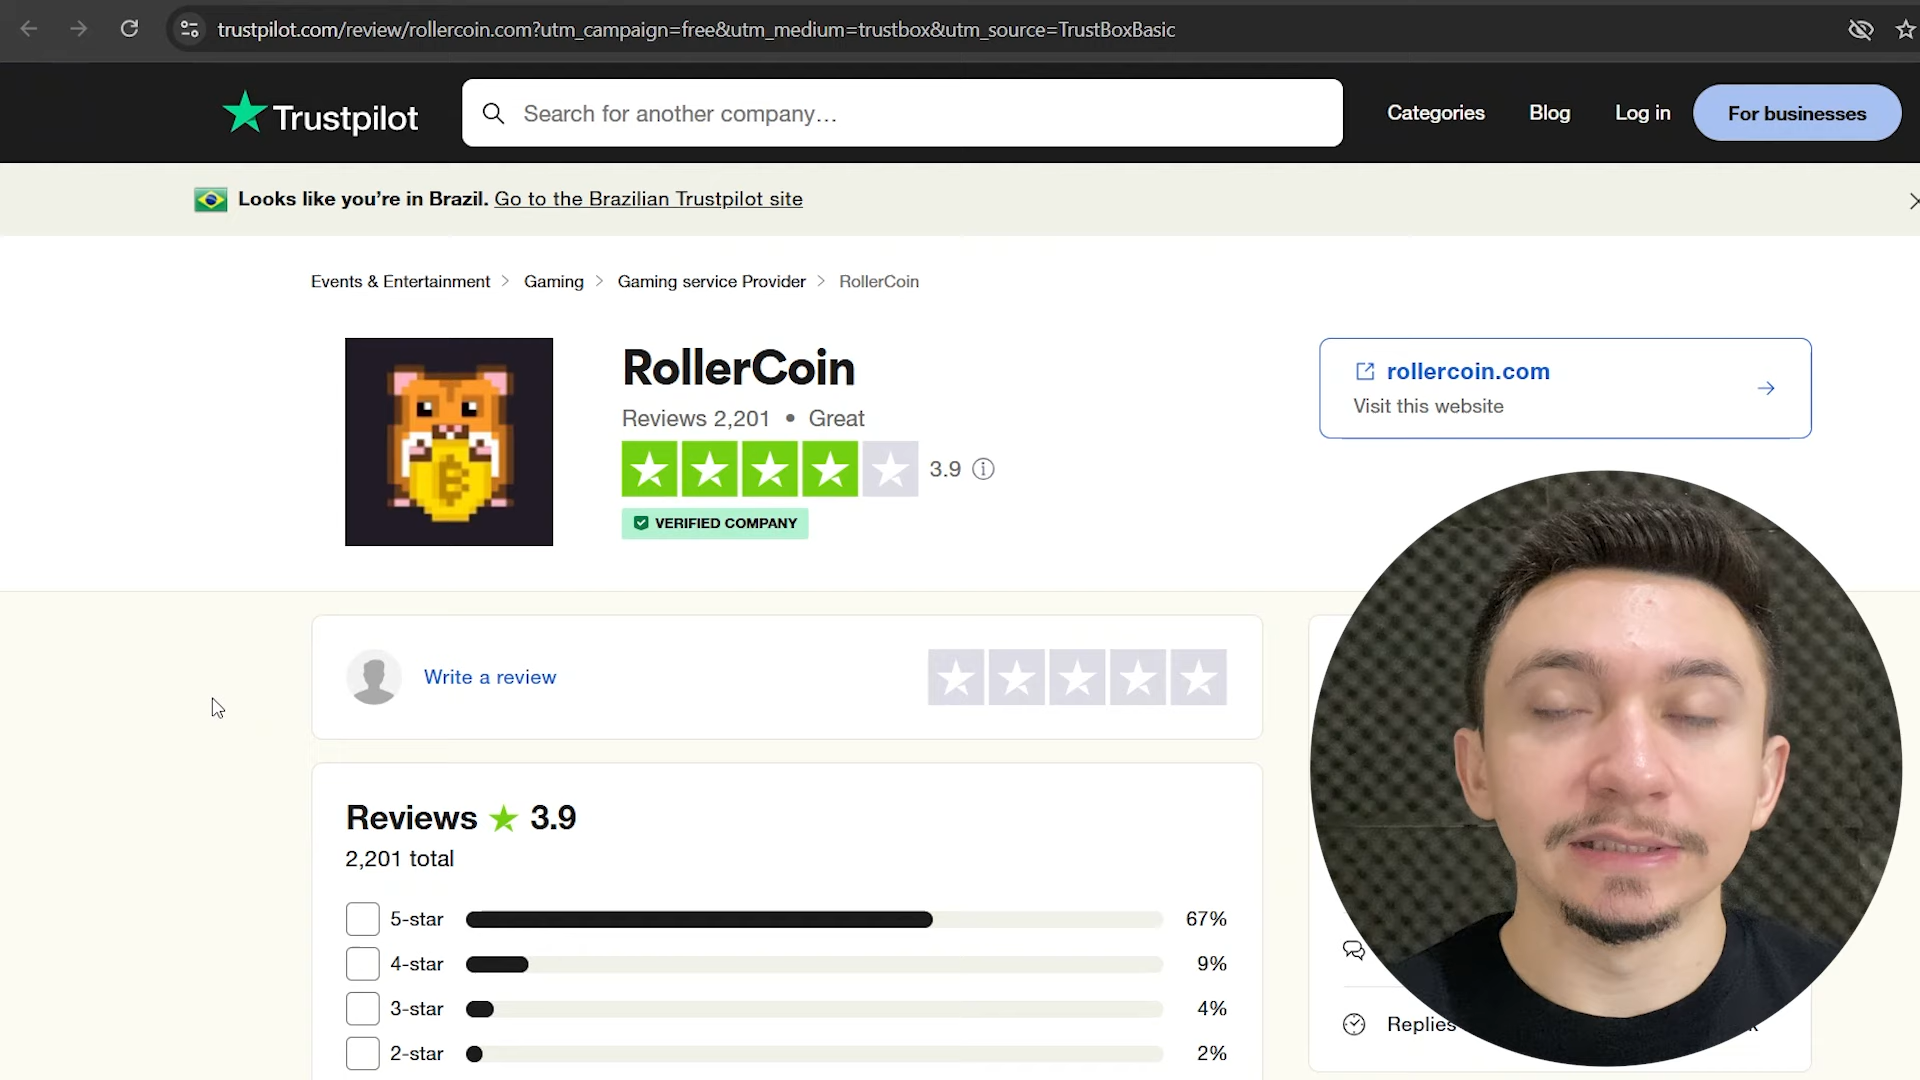 trustpilot.com/review/rollercoin.com?utm_campaign=free&utm_medium=trustbox&utm_source=TrustBoxBasic
Trustpilot
Search for another company…
Categories
Blog
Log in
For businesses
Looks like you’re in Brazil. Go to the Brazilian Trustpilot site
Events & Entertainment > Gaming > Gaming service Provider > RollerCoin
RollerCoin
Reviews 2,201 • Great
3.9
VERIFIED COMPANY
rollercoin.com
Visit this website
Write a review
Reviews ★ 3.9
2,201 total
5-star 67%
4-star 9%
3-star 4%
2-star 2%
Replies